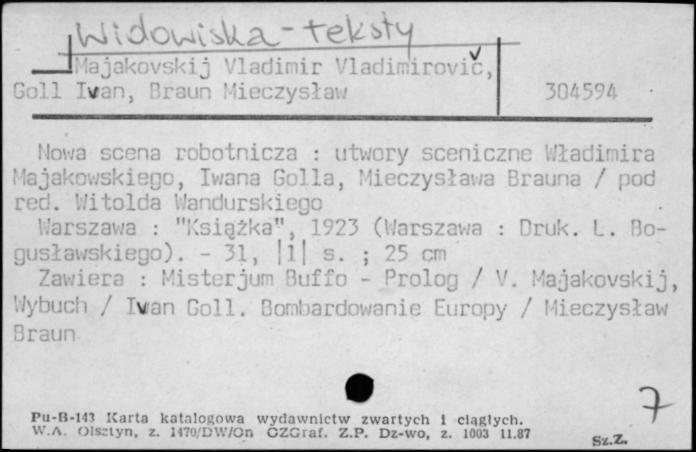 Widowiska - teksty
Majakovskij Vladimir Vladimirovič,
Goll Ivan, Braun Mieczysław
304594
Nowa scena robotnicza : utwory sceniczne Władimira
Majakowskiego, Iwana Golla, Mieczysława Brauna / pod
red. Witolda Wandurskiego
Warszawa : "Książka", 1923 (Warszawa : Druk. L. Bo-
gusławskiego). - 31, |1| s. ; 25 cm
Zawiera : Misterjum Buffo - Prolog / V. Majakovskij,
Wybuch / Ivan Goll. Bombardowanie Europy / Mieczysław
Braun
7
Pu-B-143 Karta katalogowa wydawnictw zwartych i ciągłych.
W.A. Olsztyn, z. 1470/DW/Gn OZGraf. Z.P. Dz-wo, z. 1003 11.87
Sz.Z.